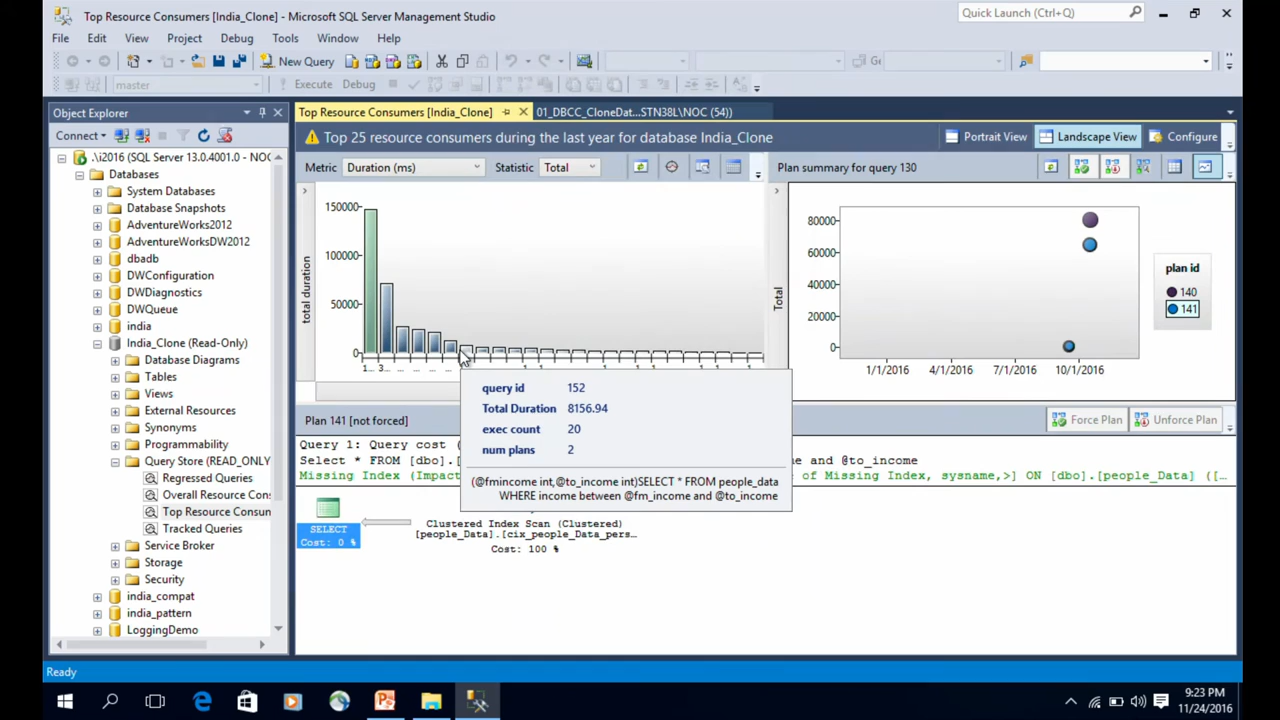 Top Resource Consumers [India_Clone] - Microsoft SQL Server Management Studio
Quick Launch (Ctrl+Q)
File Edit View Project Debug Tools Window Help
New Query
master
Execute Debug
Object Explorer
Top Resource Consumers [India_Clone]
01_DBCC_CloneDat...STN38L\NOC (54))
Connect
.\i2016 (SQL Server 13.0.4001.0 - NOC
Databases
System Databases
Database Snapshots
AdventureWorks2012
AdventureWorksDW2012
dbadb
DWConfiguration
DWDiagnostics
DWQueue
india
India_Clone (Read-Only)
Database Diagrams
Tables
Views
External Resources
Synonyms
Programmability
Query Store (READ_ONLY
Regressed Queries
Overall Resource Con
Top Resource Consun
Tracked Queries
Service Broker
Storage
Security
india_compat
india_pattern
LoggingDemo
Top 25 resource consumers during the last year for database India_Clone
Portrait View
Landscape View
Configure
Metric Duration (ms) Statistic Total
total duration
150000
100000
50000
0
1... 3... ... ... ...
Plan summary for query 130
Total
80000
60000
40000
20000
0
1/1/2016 4/1/2016 7/1/2016 10/1/2016
plan id
140
141
query id 152
Total Duration 8156.94
exec count 20
num plans 2
(@fmincome int,@to_income int)SELECT * FROM people_data
WHERE income between @fm_income and @to_income
Plan 141 [not forced]
Force Plan
Unforce Plan
Query 1: Query cost (
Select * FROM [dbo].[ e and @to_income
Missing Index (Impact of Missing Index, sysname,>] ON [dbo].[people_Data] ([...
SELECT
Cost: 0 %
Clustered Index Scan (Clustered)
[people_Data].[cix_people_Data_pers...
Cost: 100 %
Ready
9:23 PM
11/24/2016